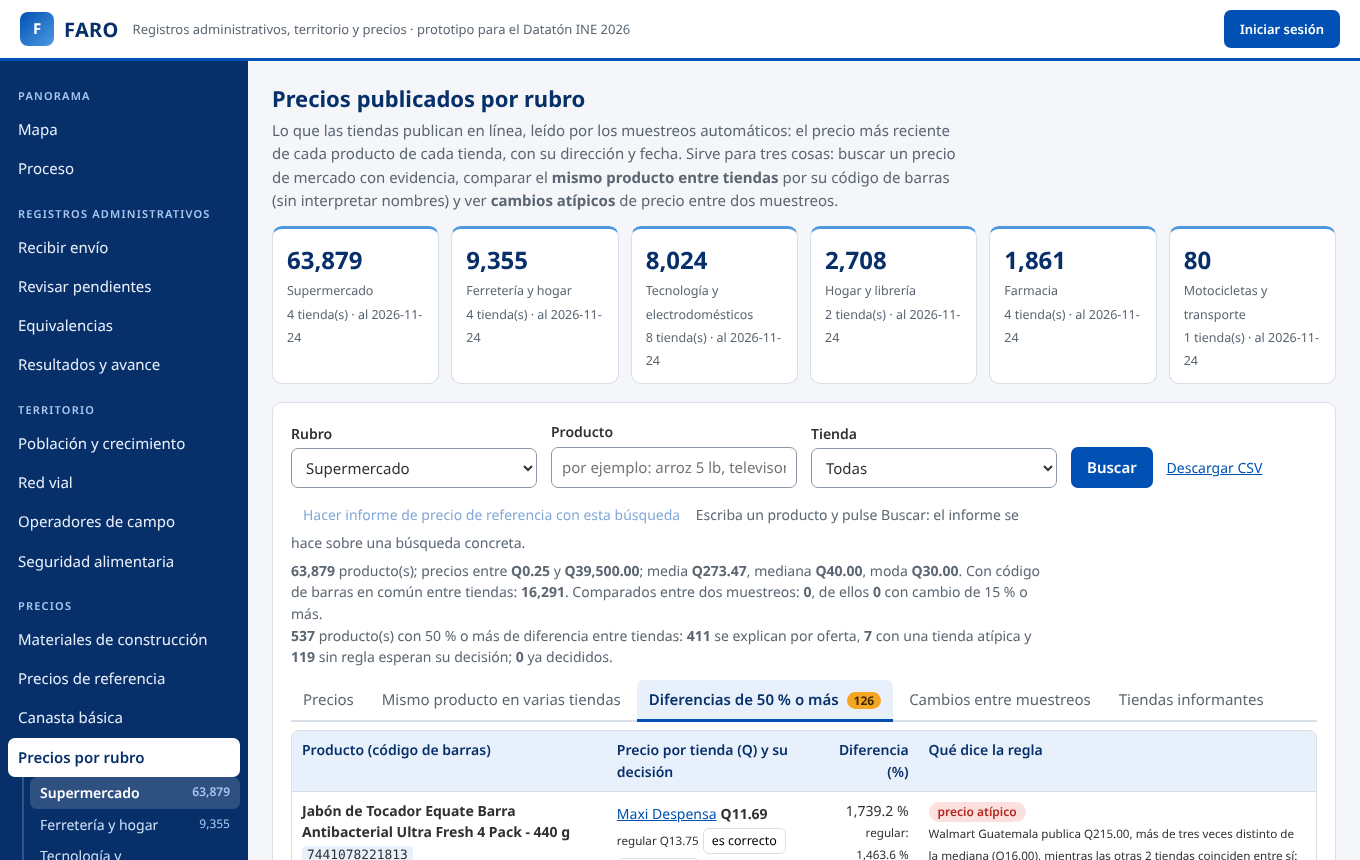 F
FARO
Registros administrativos, territorio y precios · prototipo para el Datatón INE 2026
Iniciar sesión
PANORAMA
Mapa
Proceso
REGISTROS ADMINISTRATIVOS
Recibir envío
Revisar pendientes
Equivalencias
Resultados y avance
TERRITORIO
Población y crecimiento
Red vial
Operadores de campo
Seguridad alimentaria
PRECIOS
Materiales de construcción
Precios de referencia
Canasta básica
Precios por rubro
Supermercado 63,879
Ferretería y hogar 9,355
Tecnología y
Precios publicados por rubro
Lo que las tiendas publican en línea, leído por los muestreos automáticos: el precio más reciente
de cada producto de cada tienda, con su dirección y fecha. Sirve para tres cosas: buscar un precio
de mercado con evidencia, comparar el mismo producto entre tiendas por su código de barras
(sin interpretar nombres) y ver cambios atípicos de precio entre dos muestreos.
63,879
Supermercado
4 tienda(s) · al 2026-11-
24
9,355
Ferretería y hogar
4 tienda(s) · al 2026-11-
24
8,024
Tecnología y
electrodomésticos
8 tienda(s) · al 2026-11-
24
2,708
Hogar y librería
2 tienda(s) · al 2026-11-
24
1,861
Farmacia
4 tienda(s) · al 2026-11-
24
80
Motocicletas y
transporte
1 tienda(s) · al 2026-11-
24
Rubro
Supermercado
Producto
por ejemplo: arroz 5 lb, televisor
Tienda
Todas
Buscar
Descargar CSV
Hacer informe de precio de referencia con esta búsqueda Escriba un producto y pulse Buscar: el informe se
hace sobre una búsqueda concreta.
63,879 producto(s); precios entre Q0.25 y Q39,500.00; media Q273.47, mediana Q40.00, moda Q30.00. Con código
de barras en común entre tiendas: 16,291. Comparados entre dos muestreos: 0, de ellos 0 con cambio de 15 % o
más.
537 producto(s) con 50 % o más de diferencia entre tiendas: 411 se explican por oferta, 7 con una tienda atípica y
119 sin regla esperan su decisión; 0 ya decididos.
Precios
Mismo producto en varias tiendas
Diferencias de 50 % o más 126
Cambios entre muestreos
Tiendas informantes
Producto (código de barras)
Precio por tienda (Q) y su
decisión
Diferencia
(%)
Qué dice la regla
Jabón de Tocador Equate Barra
Antibacterial Ultra Fresh 4 Pack - 440 g
7441078221813
Maxi Despensa Q11.69
regular Q13.75 es correcto
1,739.2 %
regular:
1,463.6 %
precio atípico
Walmart Guatemala publica Q215.00, más de tres veces distinto de
la mediana (Q16.00), mientras las otras 2 tiendas coinciden entre sí: